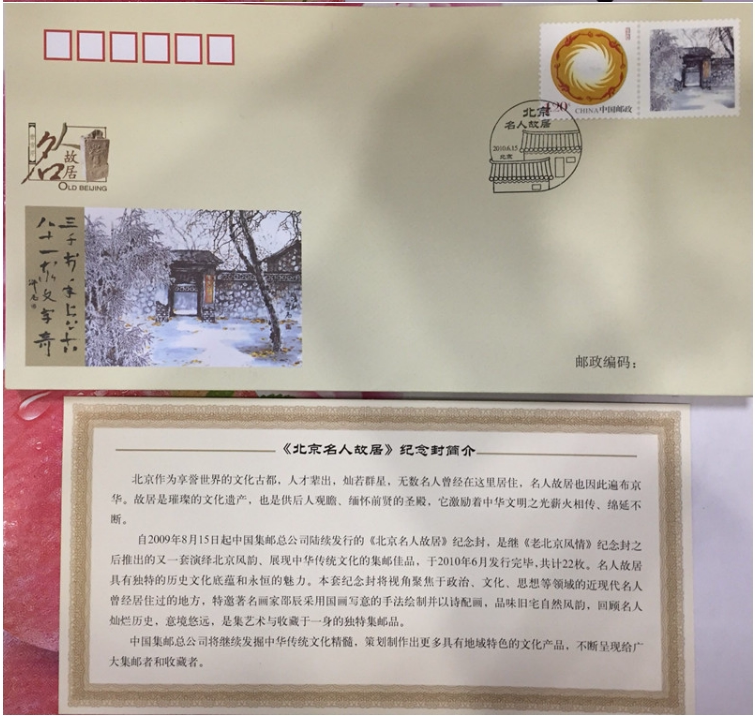 1.20元
CHINA 中国邮政
北京
名人故居
2010.6.15
北京
名人
故居
OLD BEIJING
邮政编码：
《北京名人故居》纪念封简介
北京作为享誉世界的文化古都，人才辈出，灿若群星，无数名人曾经在这里居住，名人故居也因此遍布京
华。故居是璀璨的文化遗产，也是供后人观瞻、缅怀前贤的圣殿，它激励着中华文明之光薪火相传、绵延不
断。
自2009年8月15日起中国集邮总公司陆续发行的《北京名人故居》纪念封，是继《老北京风情》纪念封之
后推出的又一套演绎北京风韵、展现中华传统文化的集邮佳品，于2010年6月发行完毕，共计22枚。名人故居
具有独特的历史文化底蕴和永恒的魅力。本套纪念封将视角聚焦于政治、文化、思想等领域的近现代名人
曾经居住过的地方，特邀著名画家邵辰采用国画写意的手法绘制并以诗配画，品味旧宅自然风韵，回顾名人
灿烂历史，意境悠远，是集艺术与收藏于一身的独特集邮品。
中国集邮总公司将继续发掘中华传统文化精髓，策划制作出更多具有地域特色的文化产品，不断呈现给广
大集邮者和收藏者。